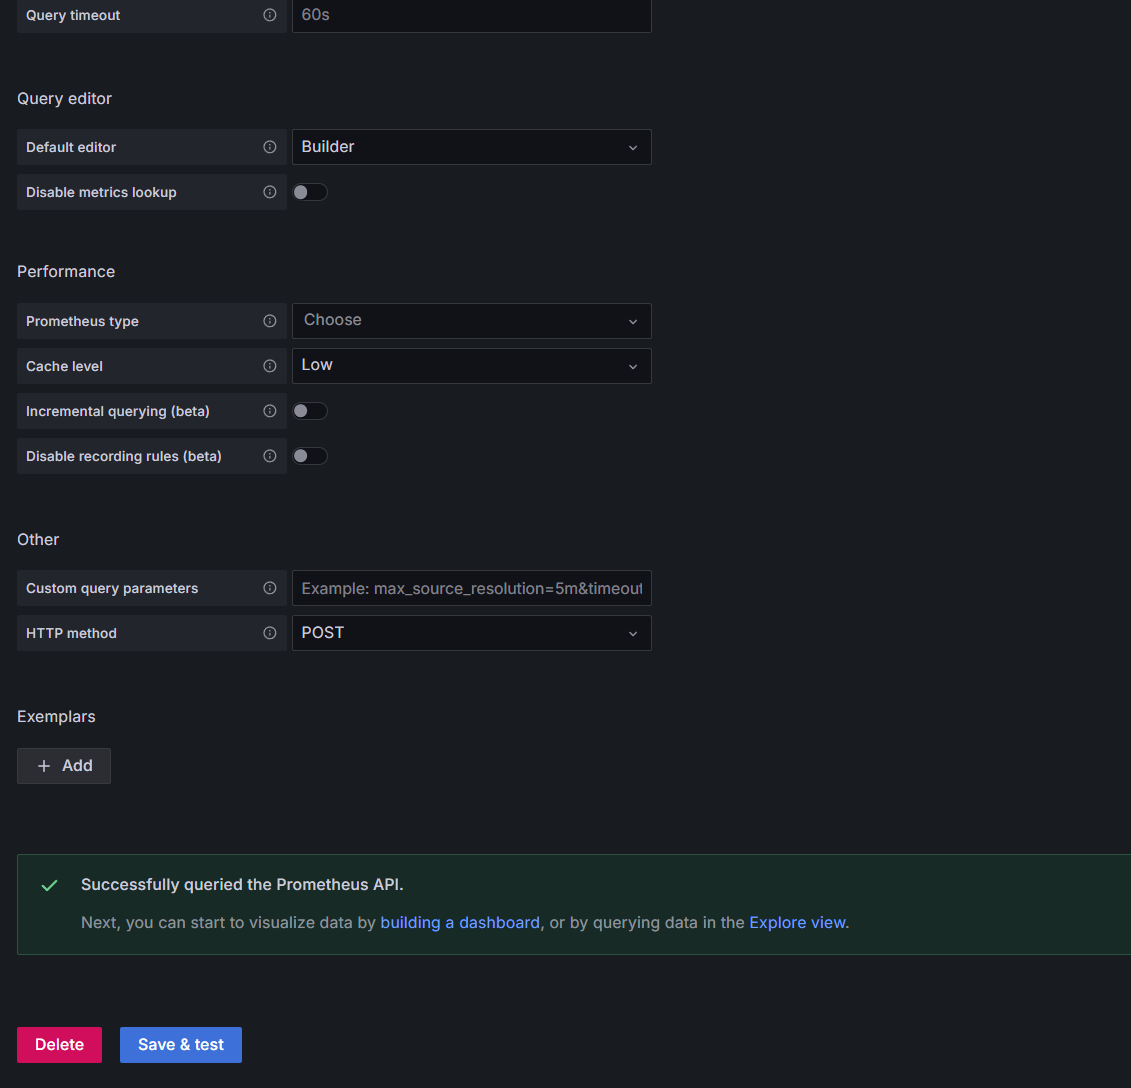 Query timeout 60s
Query editor
Default editor Builder
Disable metrics lookup
Performance
Prometheus type Choose
Cache level Low
Incremental querying (beta)
Disable recording rules (beta)
Other
Custom query parameters Example: max_source_resolution=5m&timeout
HTTP method POST
Exemplars
+ Add
Successfully queried the Prometheus API.
Next, you can start to visualize data by building a dashboard, or by querying data in the Explore view.
Delete Save & test